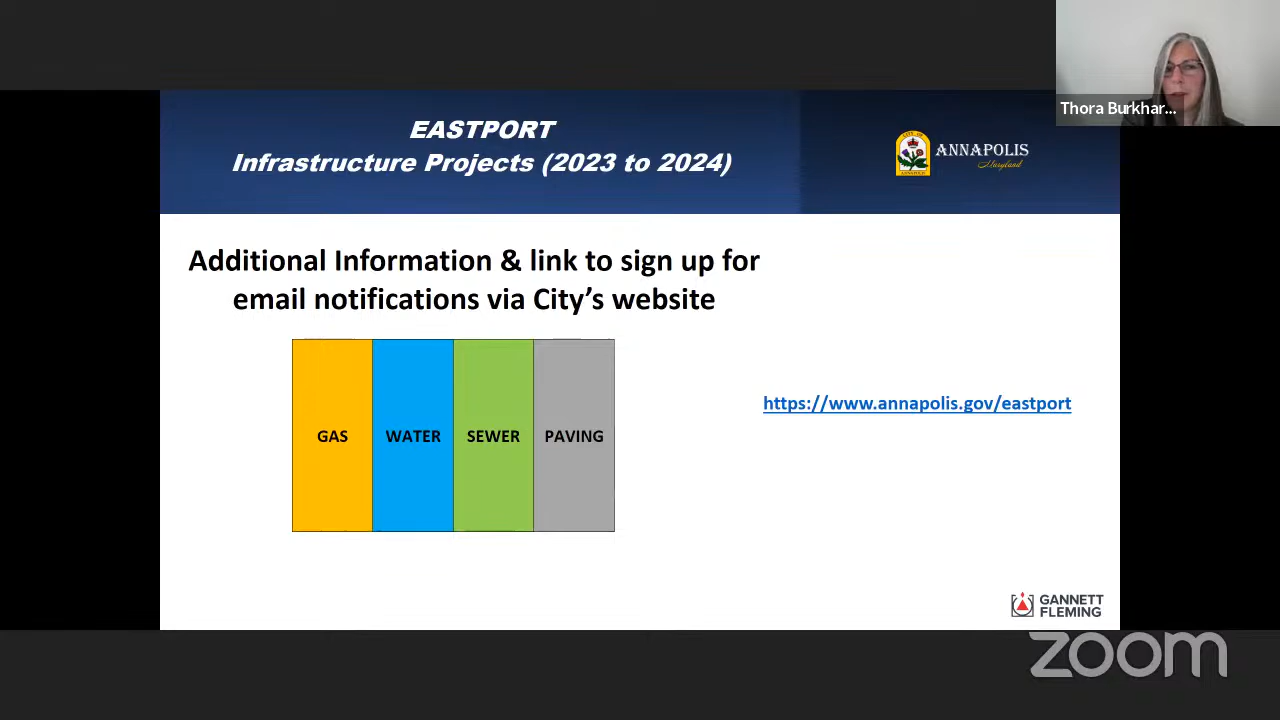 Thora Burkhar...
EASTPORT
Infrastructure Projects (2023 to 2024)
ANNAPOLIS
Maryland
Additional Information & link to sign up for
email notifications via City's website
GAS
WATER
SEWER
PAVING
https://www.annapolis.gov/eastport
GANNETT
FLEMING
zoom